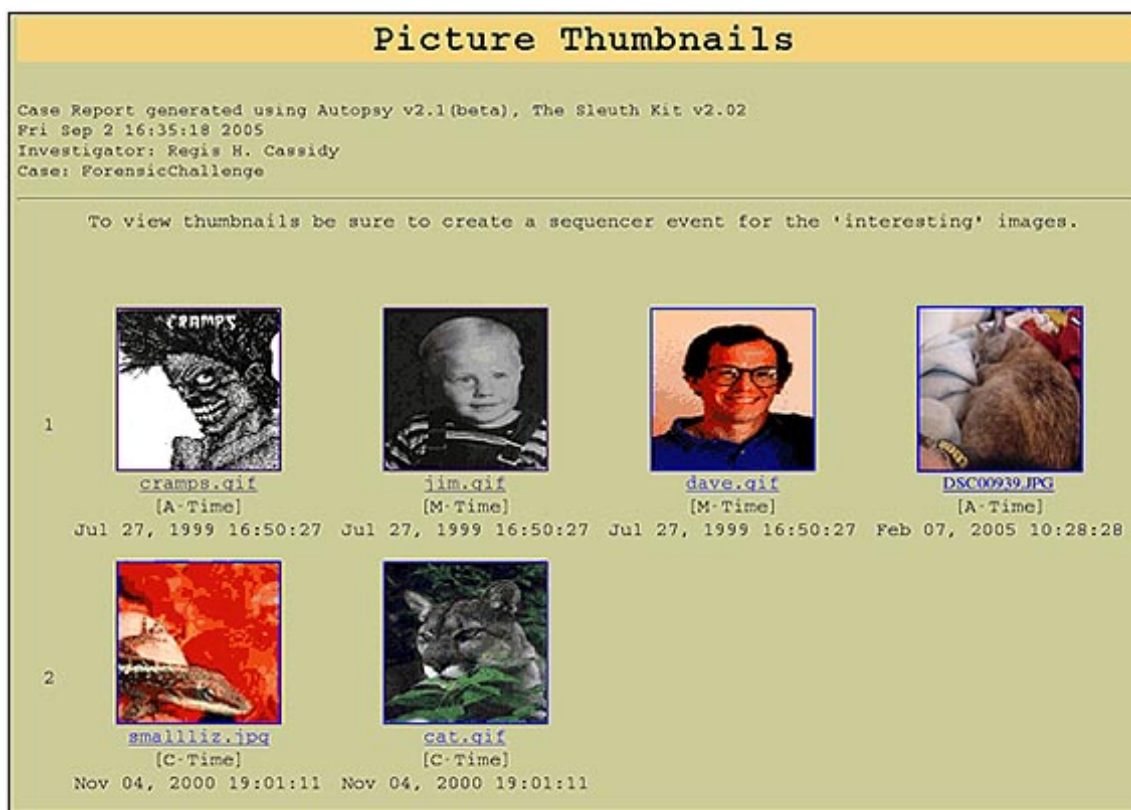 Picture Thumbnails
Case Report generated using Autopsy v2.1(beta), The Sleuth Kit v2.02
Fri Sep 2 16:35:18 2005
Investigator: Regis H. Cassidy
Case: ForensicChallenge
To view thumbnails be sure to create a sequencer event for the 'interesting' images.
CRAMPS
1
cramps.gif jim.gif dave.gif DSC00939.JPG
[A-Time] [M-Time] [M-Time] [A-Time]
Jul 27, 1999 16:50:27 Jul 27, 1999 16:50:27 Jul 27, 1999 16:50:27 Feb 07, 2005 10:28:28
2
smallliz.jpg cat.gif
[C-Time] [C-Time]
Nov 04, 2000 19:01:11 Nov 04, 2000 19:01:11